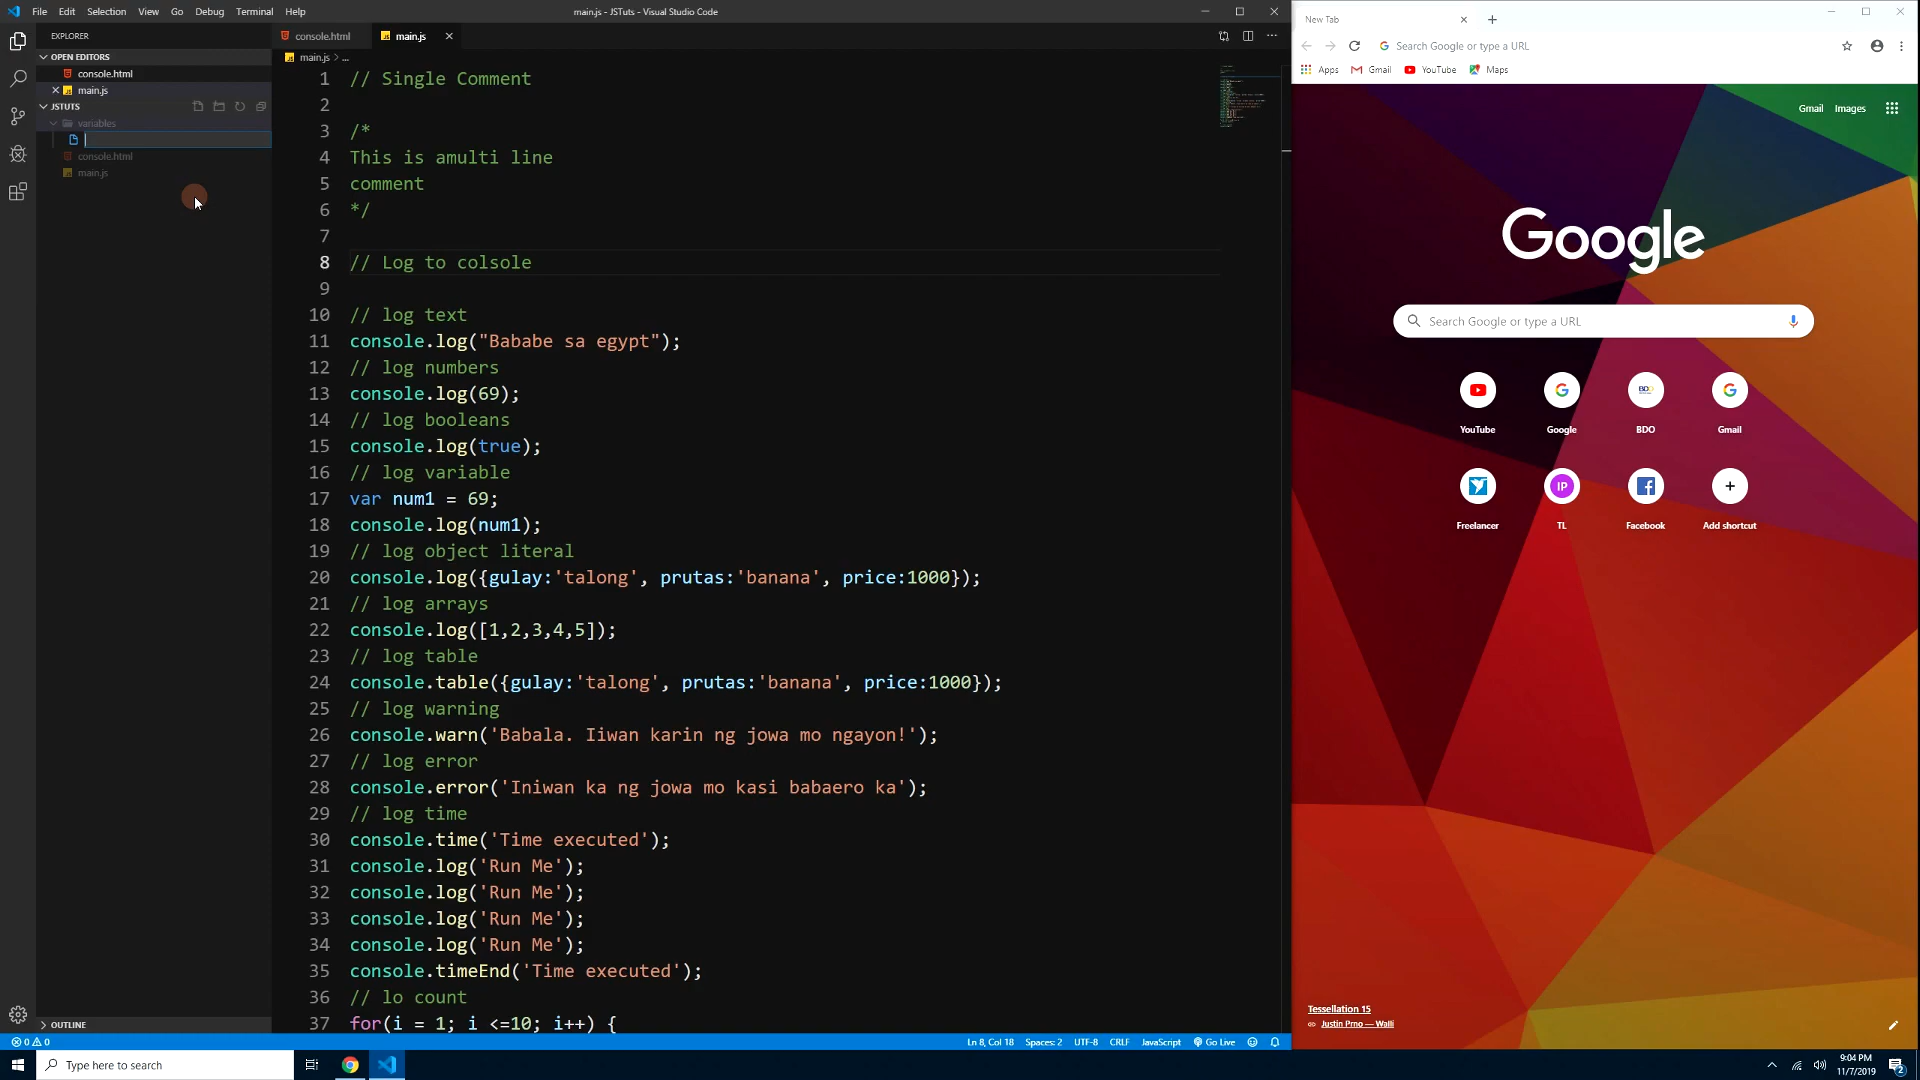 File Edit Selection View Go Debug Terminal Help
main.js - JSTuts - Visual Studio Code
EXPLORER
OPEN EDITORS
console.html
main.js
JSTUTS
variables
console.html
main.js
OUTLINE
console.html
main.js
main.js > ...
1 // Single Comment
2
3 /*
4 This is amulti line
5 comment
6 */
7
8 // Log to colsole
9
10 // log text
11 console.log("Bababe sa egypt");
12 // log numbers
13 console.log(69);
14 // log booleans
15 console.log(true);
16 // log variable
17 var num1 = 69;
18 console.log(num1);
19 // log object literal
20 console.log({gulay:'talong', prutas:'banana', price:1000});
21 // log arrays
22 console.log([1,2,3,4,5]);
23 // log table
24 console.table({gulay:'talong', prutas:'banana', price:1000});
25 // log warning
26 console.warn('Babala. Iiwan karin ng jowa mo ngayon!');
27 // log error
28 console.error('Iniwan ka ng jowa mo kasi babaero ka');
29 // log time
30 console.time('Time executed');
31 console.log('Run Me');
32 console.log('Run Me');
33 console.log('Run Me');
34 console.log('Run Me');
35 console.timeEnd('Time executed');
36 // lo count
37 for(i = 1; i <=10; i++) {
0 0
Ln 8, Col 18 Spaces: 2 UTF-8 CRLF JavaScript Go Live
New Tab
Search Google or type a URL
Apps Gmail YouTube Maps
Gmail Images
Google
Search Google or type a URL
YouTube Google BDO Gmail
IP
Freelancer TL Facebook Add shortcut
Tessellation 15
Justin Prno — Walli
Type here to search
9:04 PM
11/7/2019
2